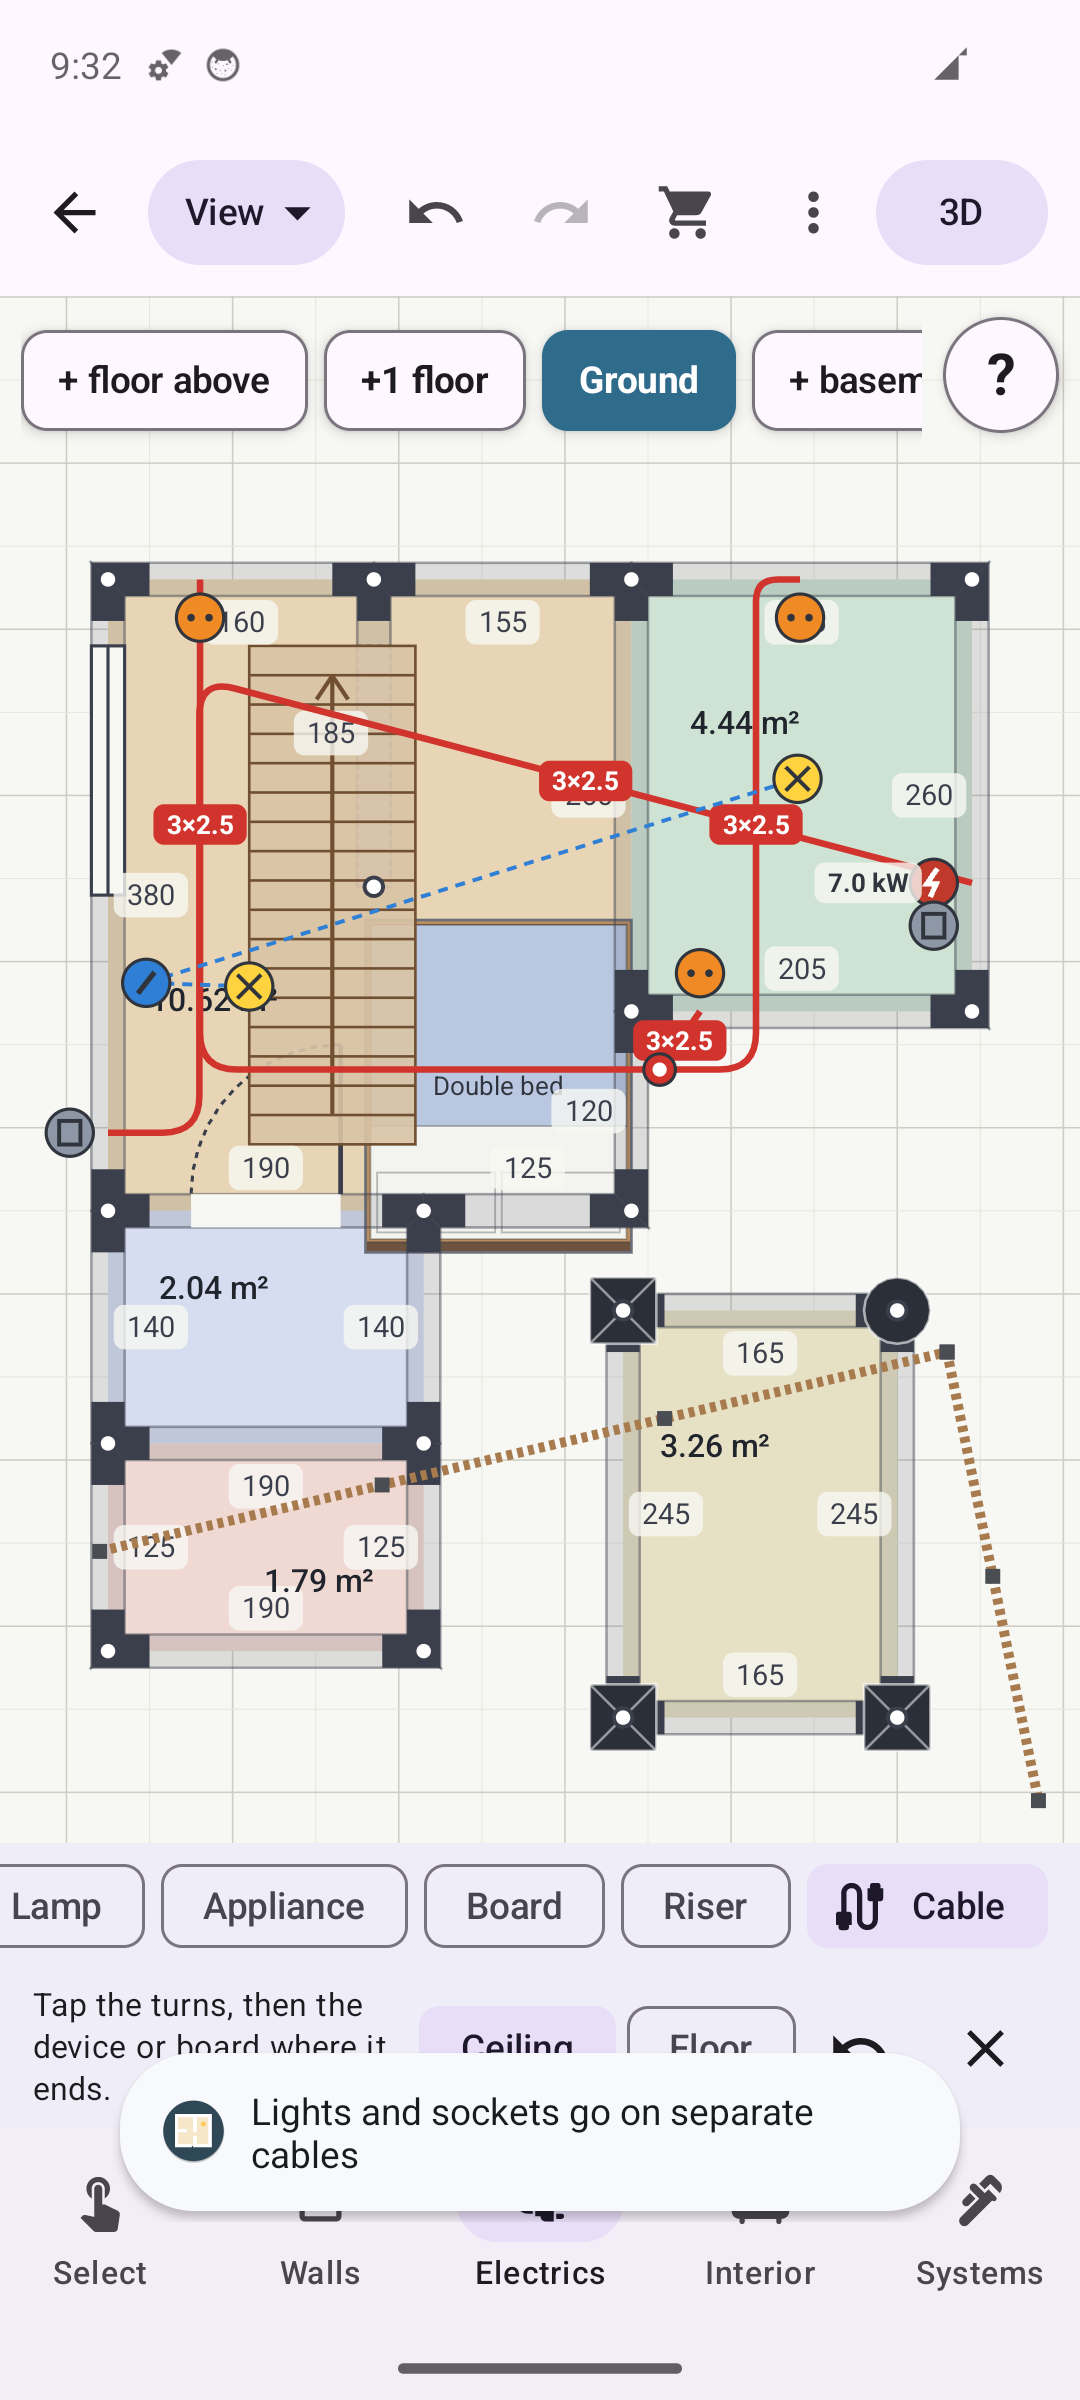 9:32
View
3D
+ floor above
+1 floor
Ground
+ basem
?
160
155
4.44 m²
185
3×2.5
3×2.5
3×2.5
260
380
7.0 kW
205
3×2.5
Double bed
120
190
125
2.04 m²
140
140
165
3.26 m²
190
245
245
125
125
1.79 m²
190
165
Lamp
Appliance
Board
Riser
Cable
Tap the turns, then the
device or board where it
ends.
Ceiling
Floor
Lights and sockets go on separate
cables
Select
Walls
Electrics
Interior
Systems